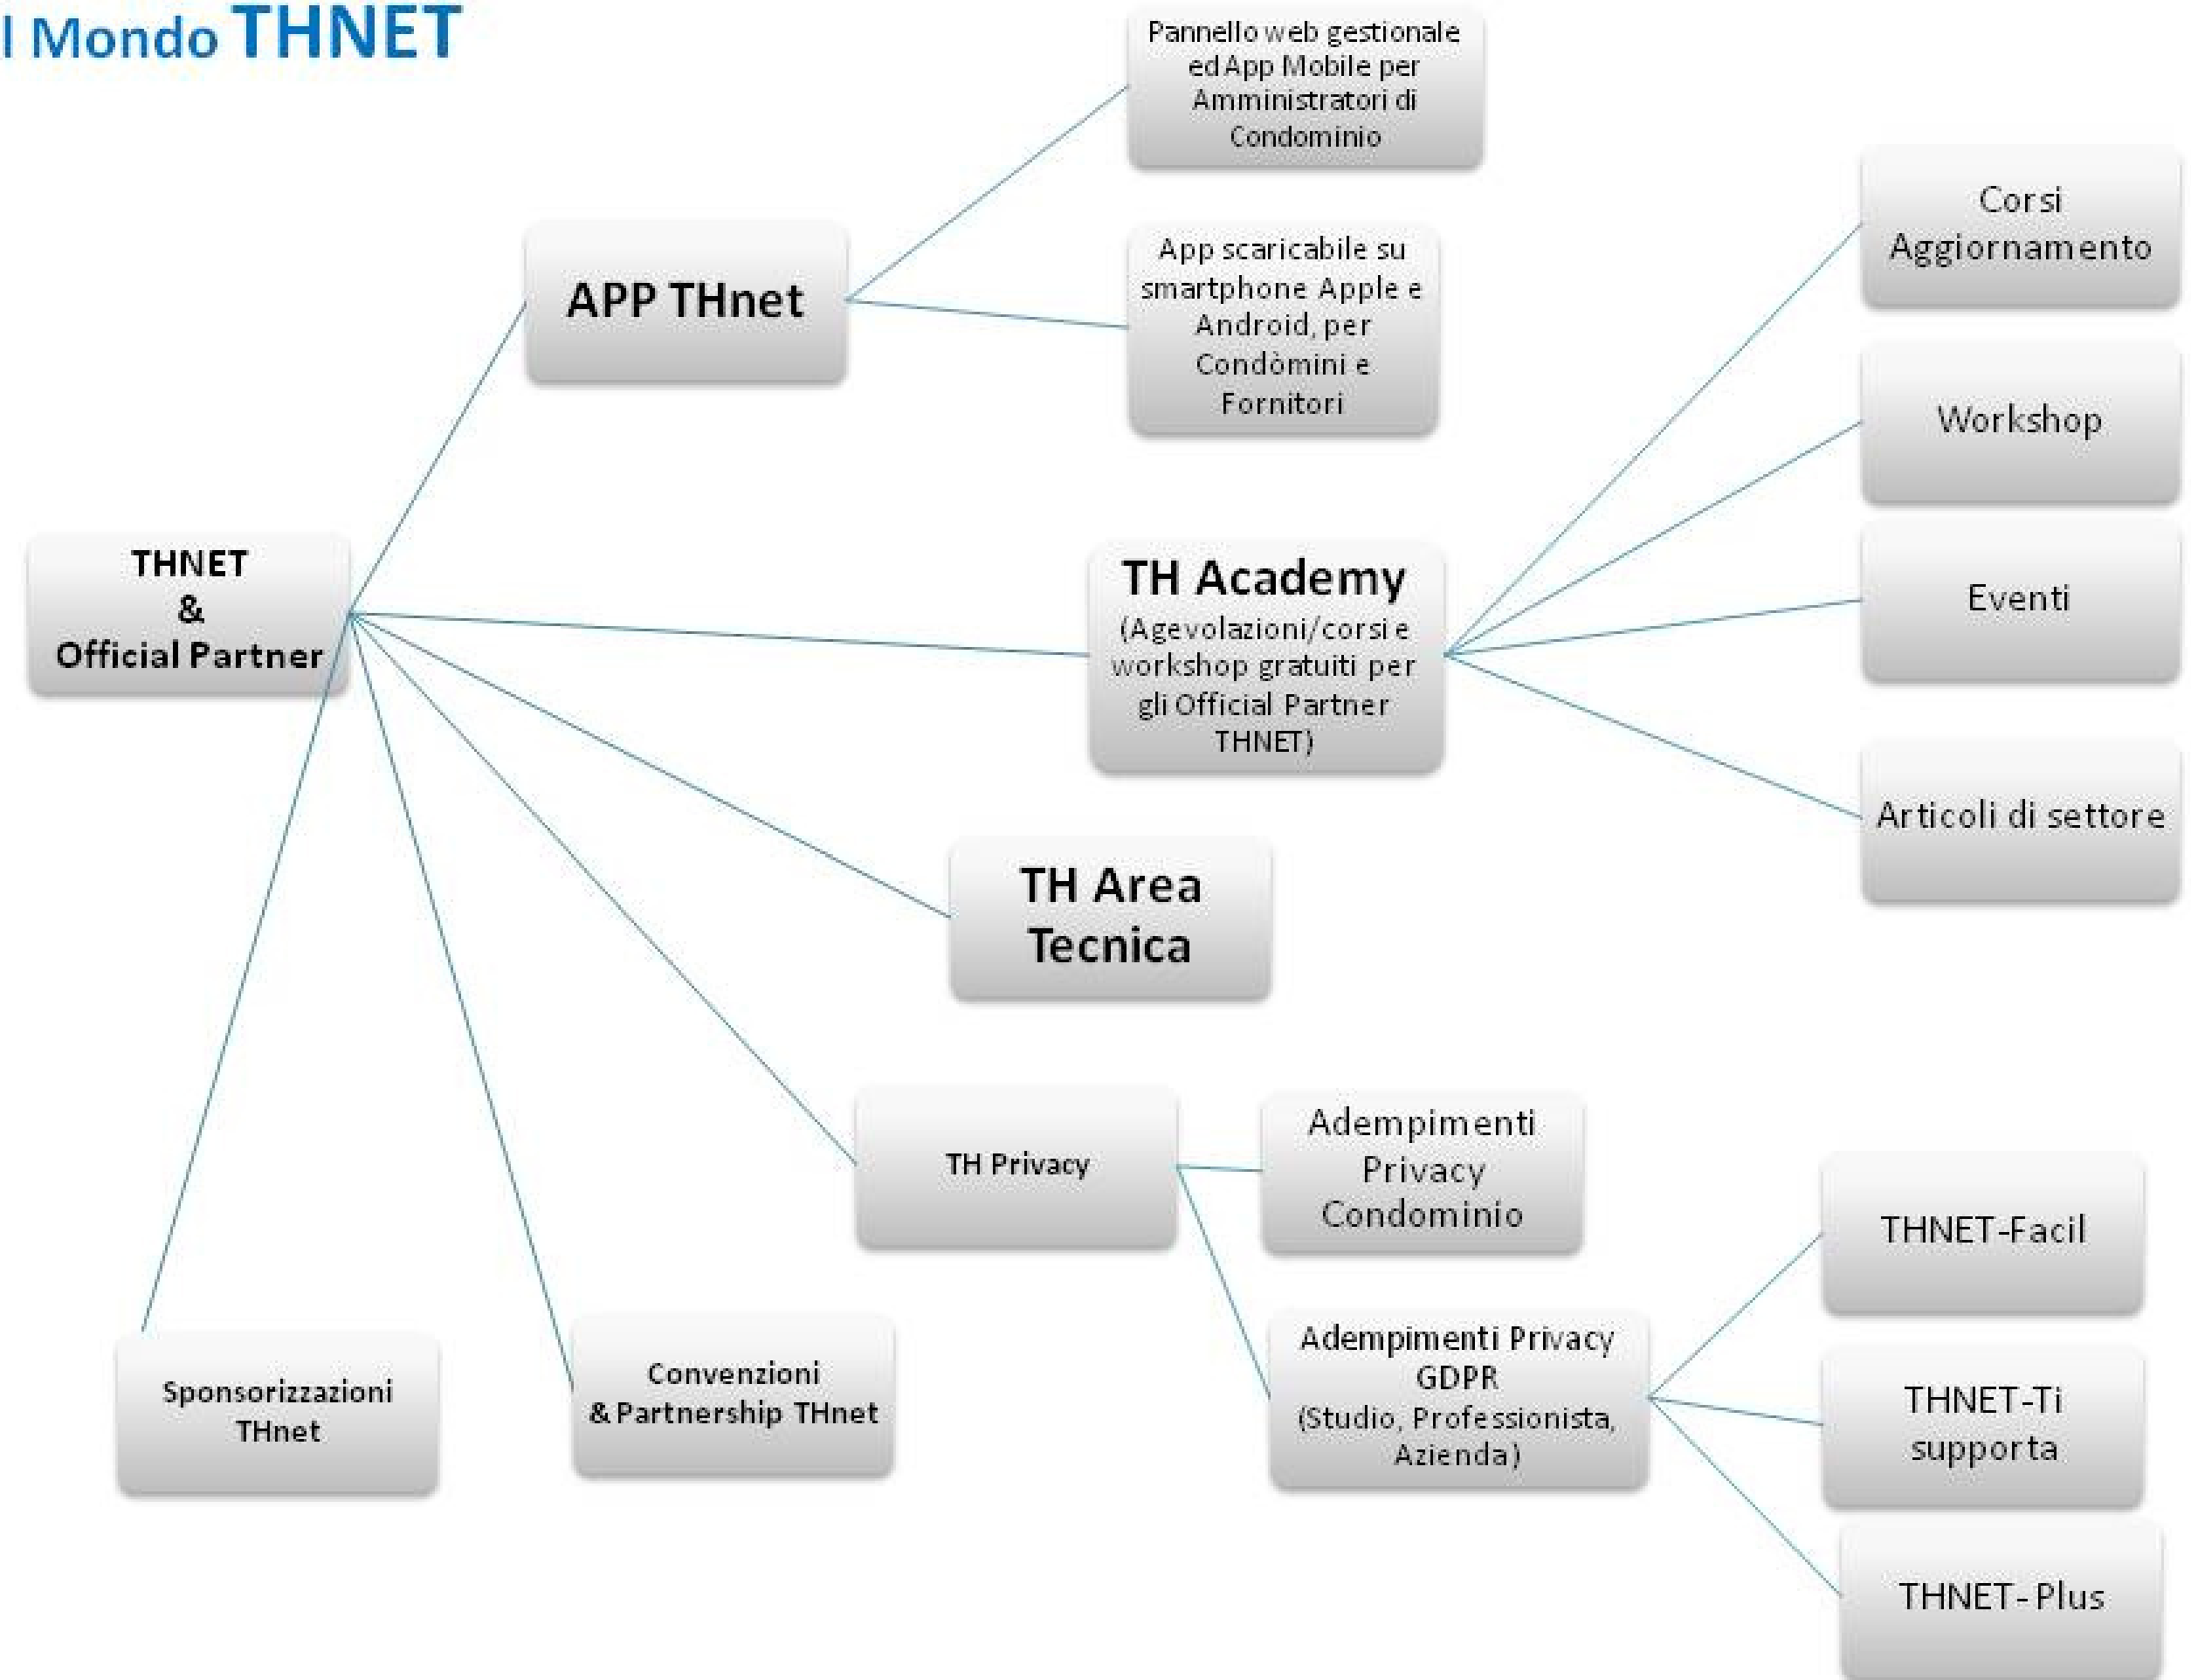 l Mondo THNET
Pannello web gestionale
ed App Mobile per
Amministratori di
Condominio
APP THnet
App scaricabile su
smartphone Apple e
Android, per
Condòmini e
Fornitori
Corsi
Aggiornamento
Workshop
Eventi
Articoli di settore
THNET
&
Official Partner
TH Academy
(Agevolazioni/corsi e
workshop gratuiti per
gli Official Partner
THNET)
TH Area
Tecnica
TH Privacy
Adempimenti
Privacy
Condominio
Adempimenti Privacy
GDPR
(Studio, Professionista,
Azienda)
THNET-Facil
THNET-Ti
supporta
THNET- Plus
Sponsorizzazioni
THnet
Convenzioni
& Partnership THnet